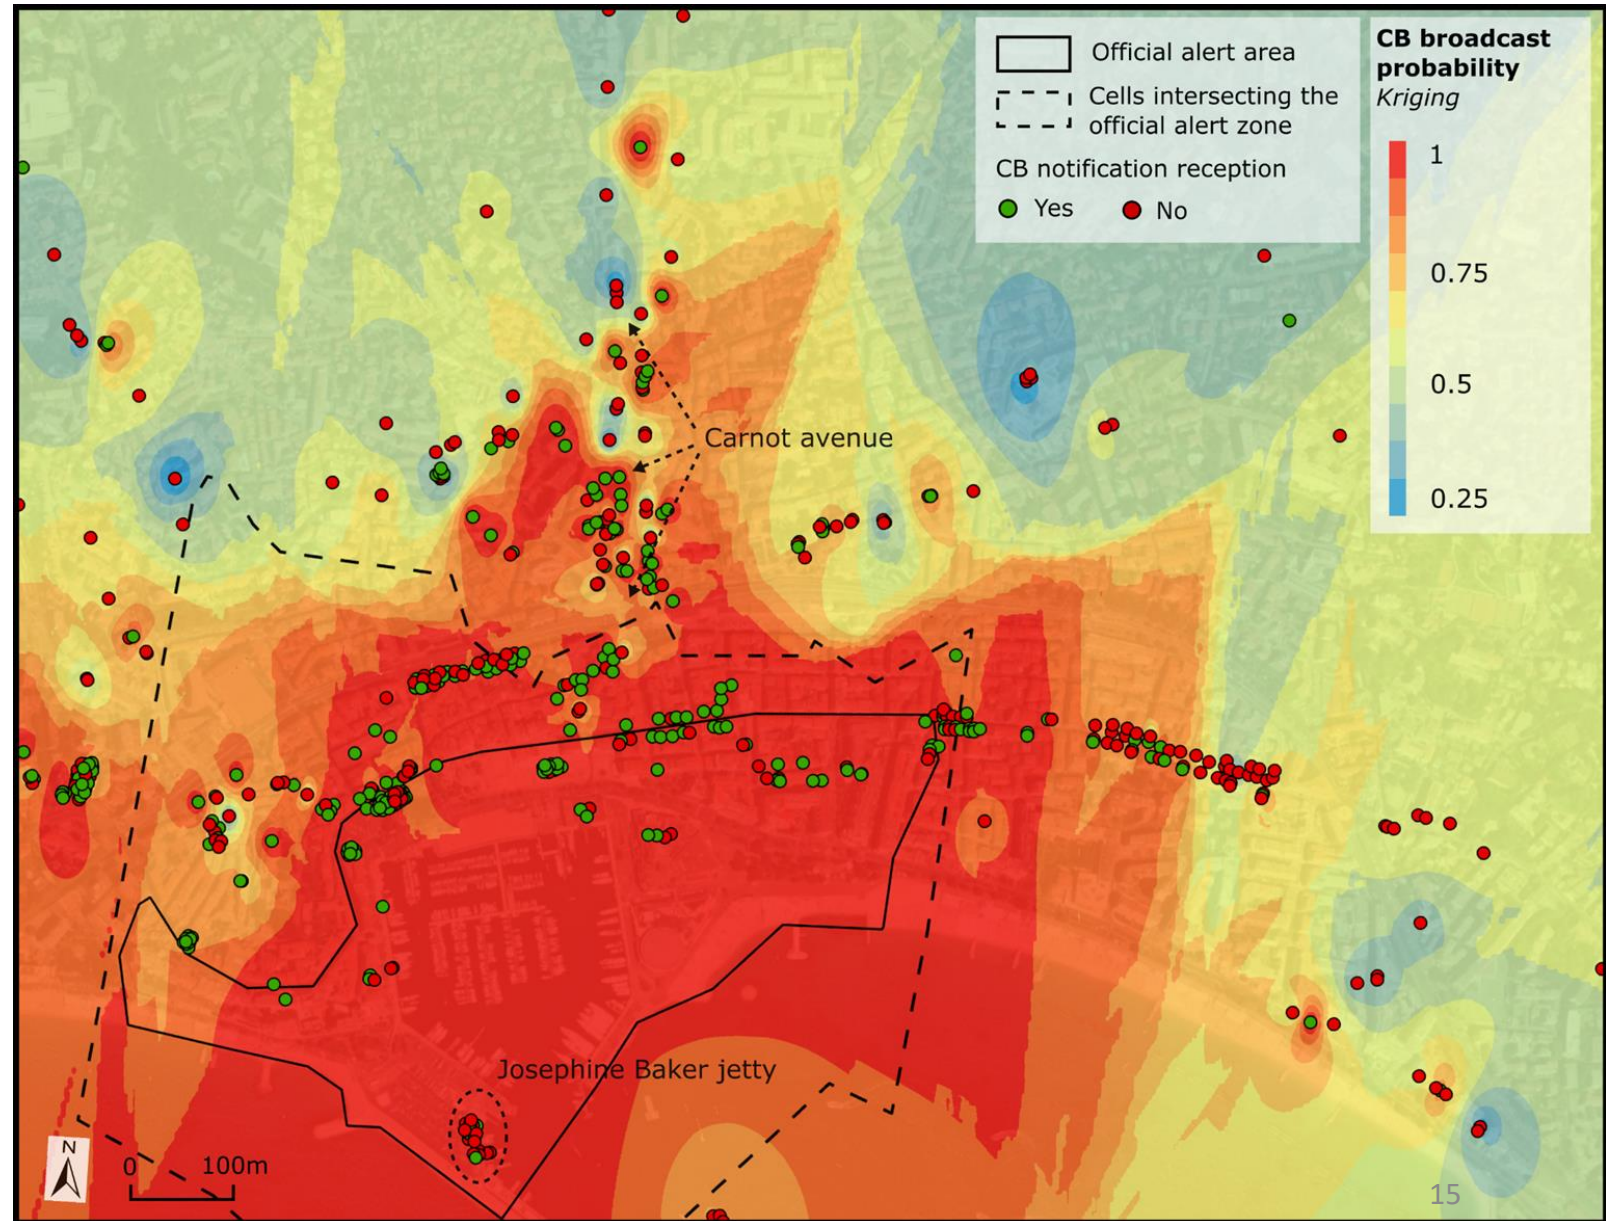 Official alert area
Cells intersecting the
official alert zone
CB notification reception
Yes
No
CB broadcast
probability
Kriging
1
0.75
0.5
0.25
Carnot avenue
Josephine Baker jetty
N
0
100m
15